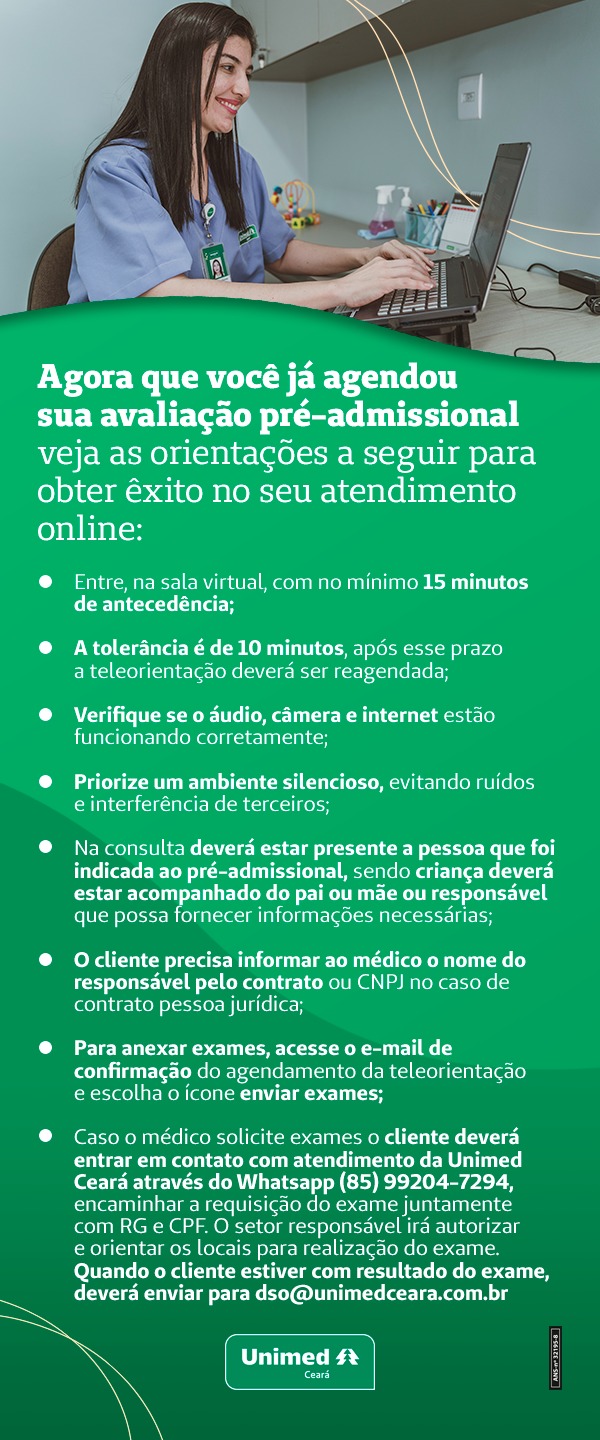 Agora que você já agendou
sua avaliação pré-admissional
veja as orientações a seguir para
obter êxito no seu atendimento
online:
Entre, na sala virtual, com no mínimo 15 minutos
de antecedência;
A tolerância é de 10 minutos, após esse prazo
a teleorientação deverá ser reagendada;
Verifique se o áudio, câmera e internet estão
funcionando corretamente;
Priorize um ambiente silencioso, evitando ruídos
e interferência de terceiros;
Na consulta deverá estar presente a pessoa que foi
indicada ao pré-admissional, sendo criança deverá
estar acompanhado do pai ou mãe ou responsável
que possa fornecer informações necessárias;
O cliente precisa informar ao médico o nome do
responsável pelo contrato ou CNPJ no caso de
contrato pessoa jurídica;
Para anexar exames, acesse o e-mail de
confirmação do agendamento da teleorientação
e escolha o ícone enviar exames;
Caso o médico solicite exames o cliente deverá
entrar em contato com atendimento da Unimed
Ceará através do Whatsapp (85) 99204-7294,
encaminhar a requisição do exame juntamente
com RG e CPF. O setor responsável irá autorizar
e orientar os locais para realização do exame.
Quando o cliente estiver com resultado do exame,
deverá enviar para dso@unimedceara.com.br
Unimed
Ceará
ANS-nº 32195-8